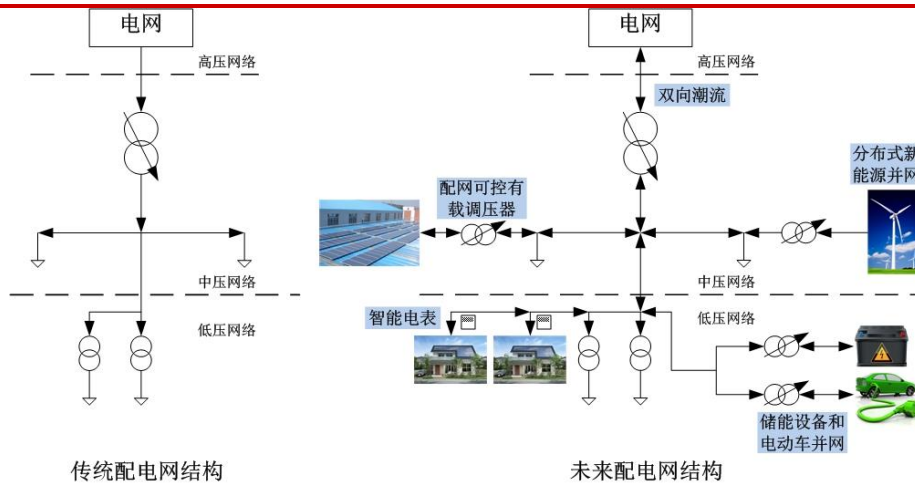 电网
高压网络
中压网络
低压网络
传统配电网结构
电网
高压网络
双向潮流
分布式新
能源并网
配网可控有
载调压器
中压网络
智能电表
低压网络
储能设备和
电动车并网
未来配电网结构